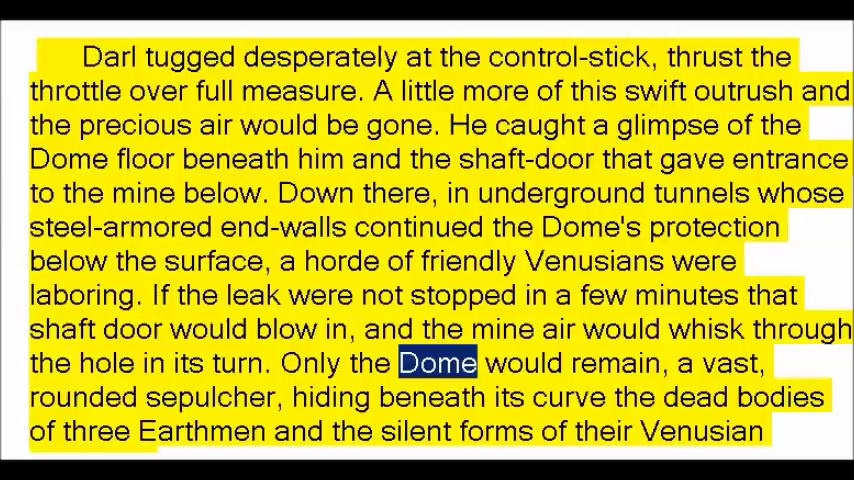 Darl tugged desperately at the control-stick, thrust the
throttle over full measure. A little more of this swift outrush and
the precious air would be gone. He caught a glimpse of the
Dome floor beneath him and the shaft-door that gave entrance
to the mine below. Down there, in underground tunnels whose
steel-armored end-walls continued the Dome's protection
below the surface, a horde of friendly Venusians were
laboring. If the leak were not stopped in a few minutes that
shaft door would blow in, and the mine air would whisk through
the hole in its turn. Only the Dome would remain, a vast,
rounded sepulcher, hiding beneath its curve the dead bodies
of three Earthmen and the silent forms of their Venusian